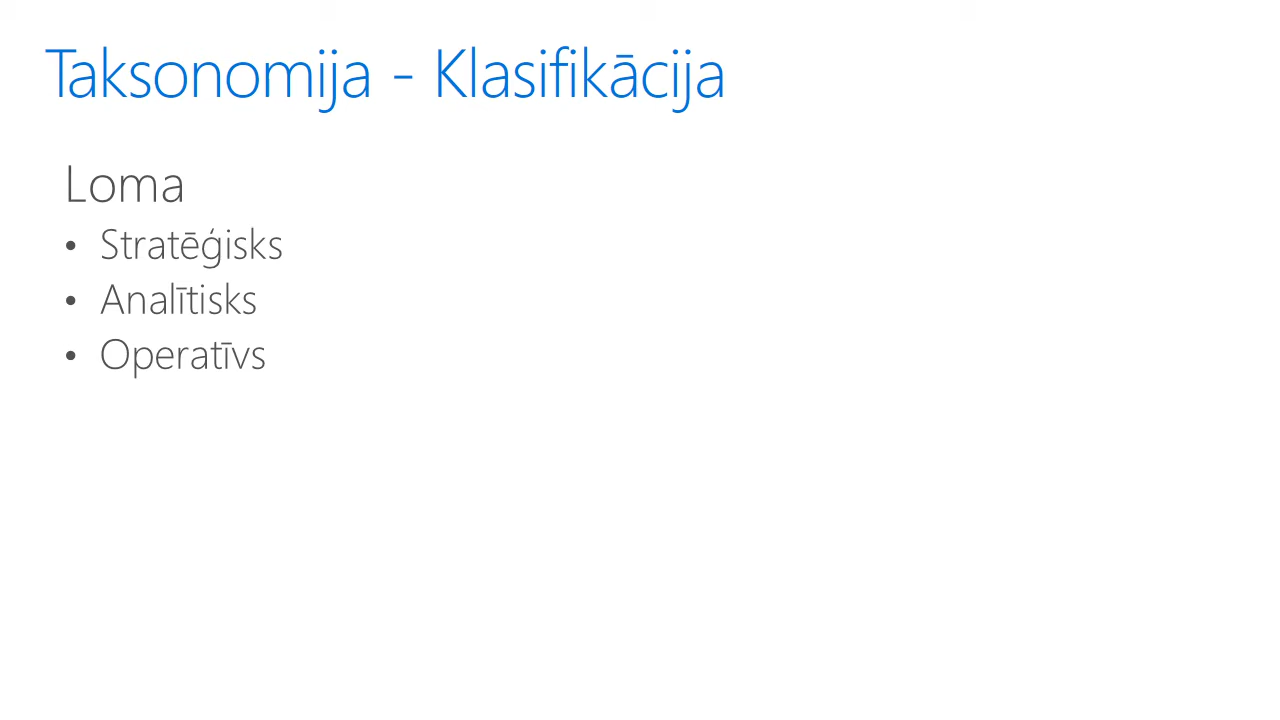 Taksonomija - Klasifikācija
Loma
• Stratēģisks
• Analītisks
• Operatīvs